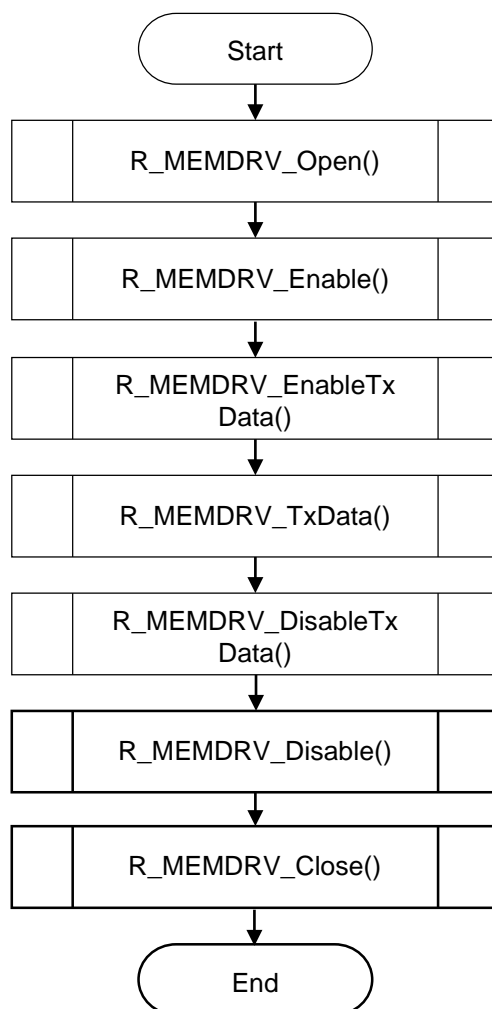 Start
R_MEMDRV_Open()
R_MEMDRV_Enable()
R_MEMDRV_EnableTx
Data()
R_MEMDRV_TxData()
R_MEMDRV_DisableTx
Data()
R_MEMDRV_Disable()
R_MEMDRV_Close()
End